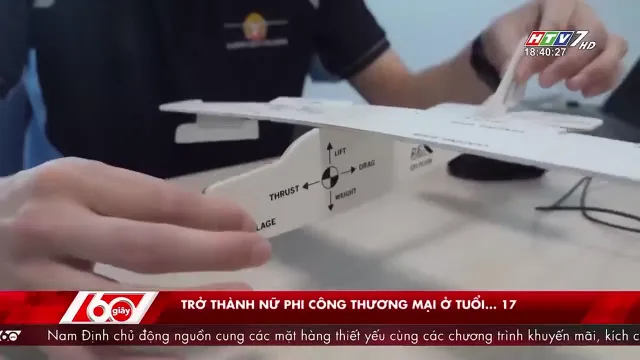 HTV7 HD
18:40:27
LIFT
THRUST
DRAG
WEIGHT
LAGE
60 giây
TRỞ THÀNH NỮ PHI CÔNG THƯƠNG MẠI Ở TUỔI... 17
Nam Định chủ động nguồn cung các mặt hàng thiết yếu cùng các chương trình khuyến mãi, kích c